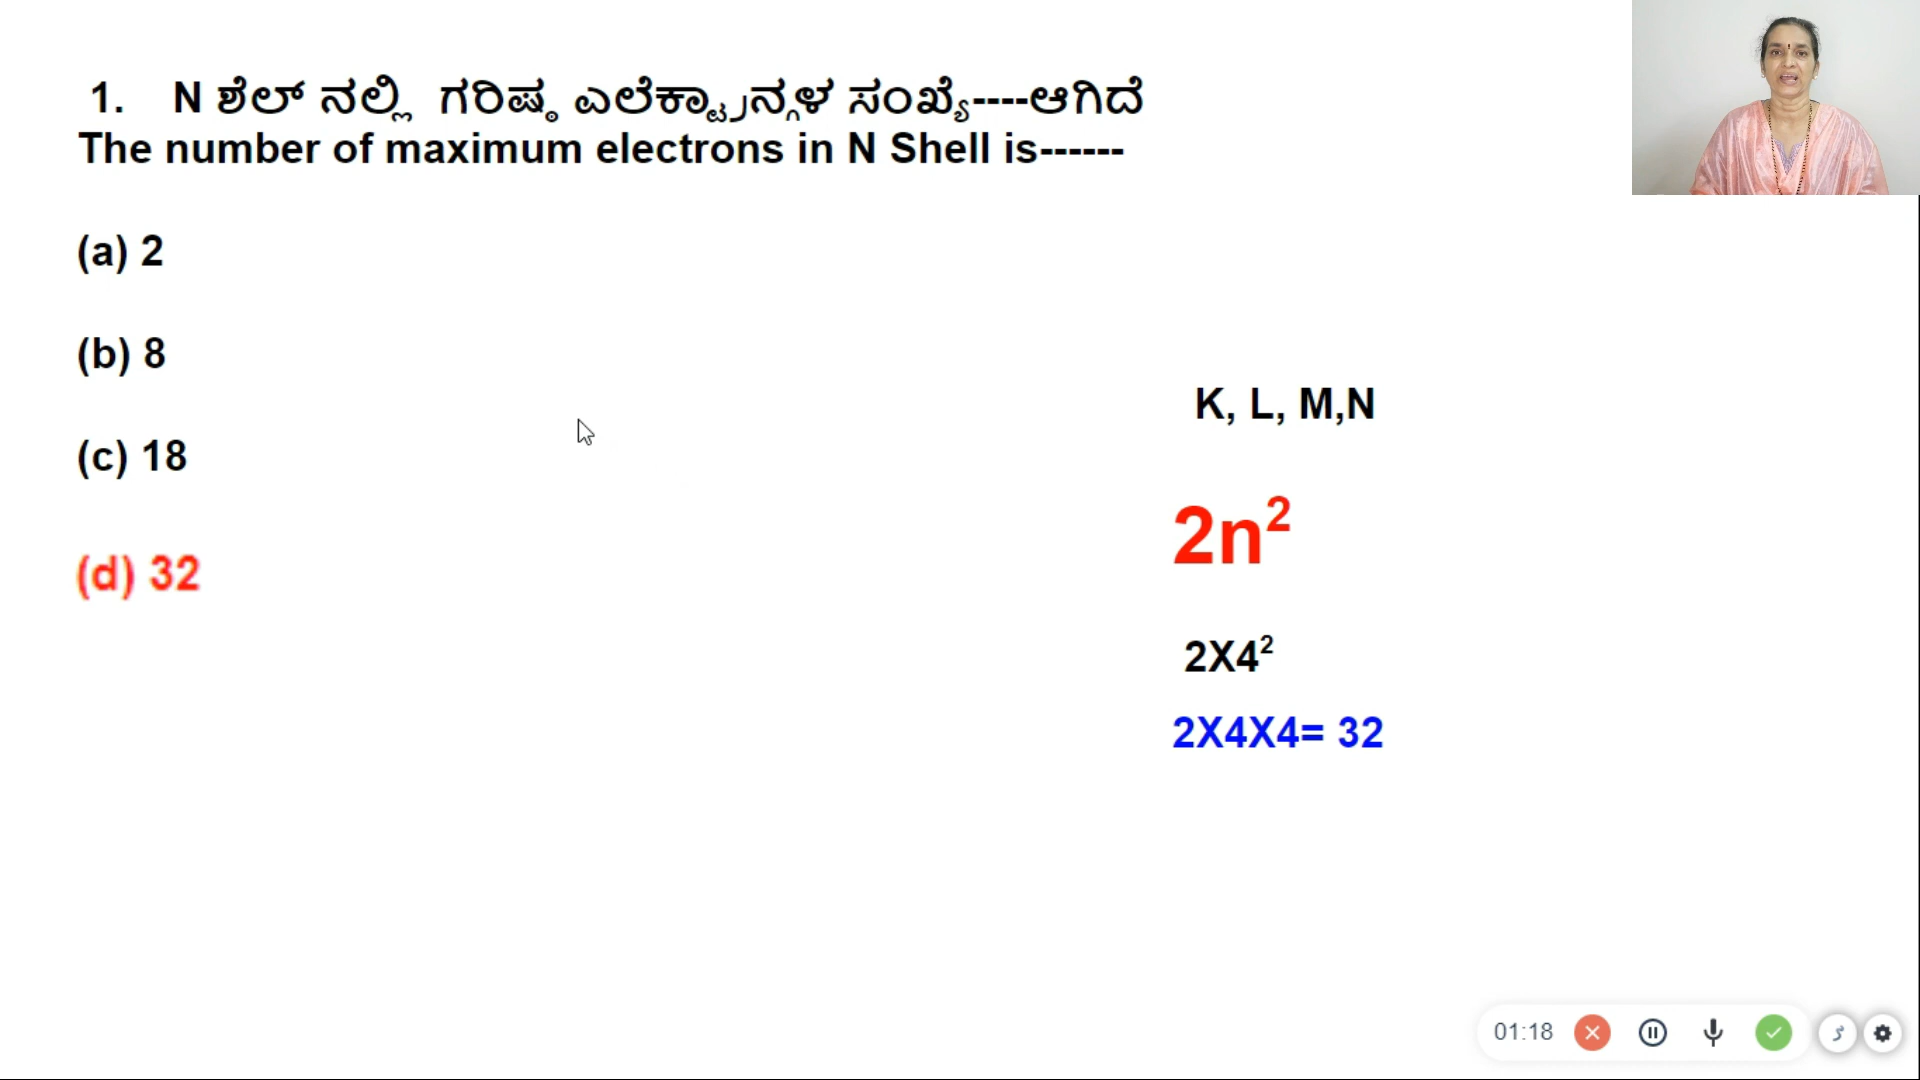 1. N ಶೆಲ್ ನಲ್ಲಿ ಗರಿಷ್ಠ ಎಲೆಕ್ಟ್ರಾನ್ಗಳ ಸಂಖ್ಯೆ----ಆಗಿದೆ
The number of maximum electrons in N Shell is------
(a) 2
(b) 8
(c) 18
(d) 32
K, L, M,N
2n²
2X4²
2X4X4= 32
01:18